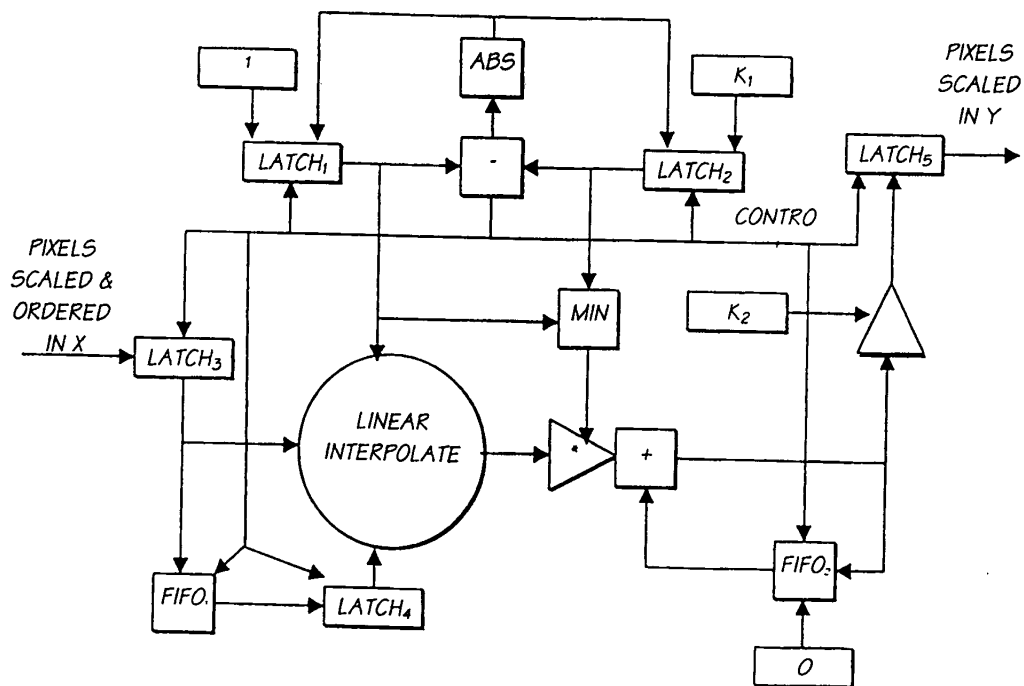 1
ABS
K₁
PIXELS
SCALED
IN Y
LATCH₁
-
LATCH₂
LATCH₅
CONTRO
PIXELS
SCALED &
ORDERED
IN X
LATCH₃
MIN
K₂
LINEAR
INTERPOLATE
*
+
FIFO₁
LATCH₄
FIFO₂
0